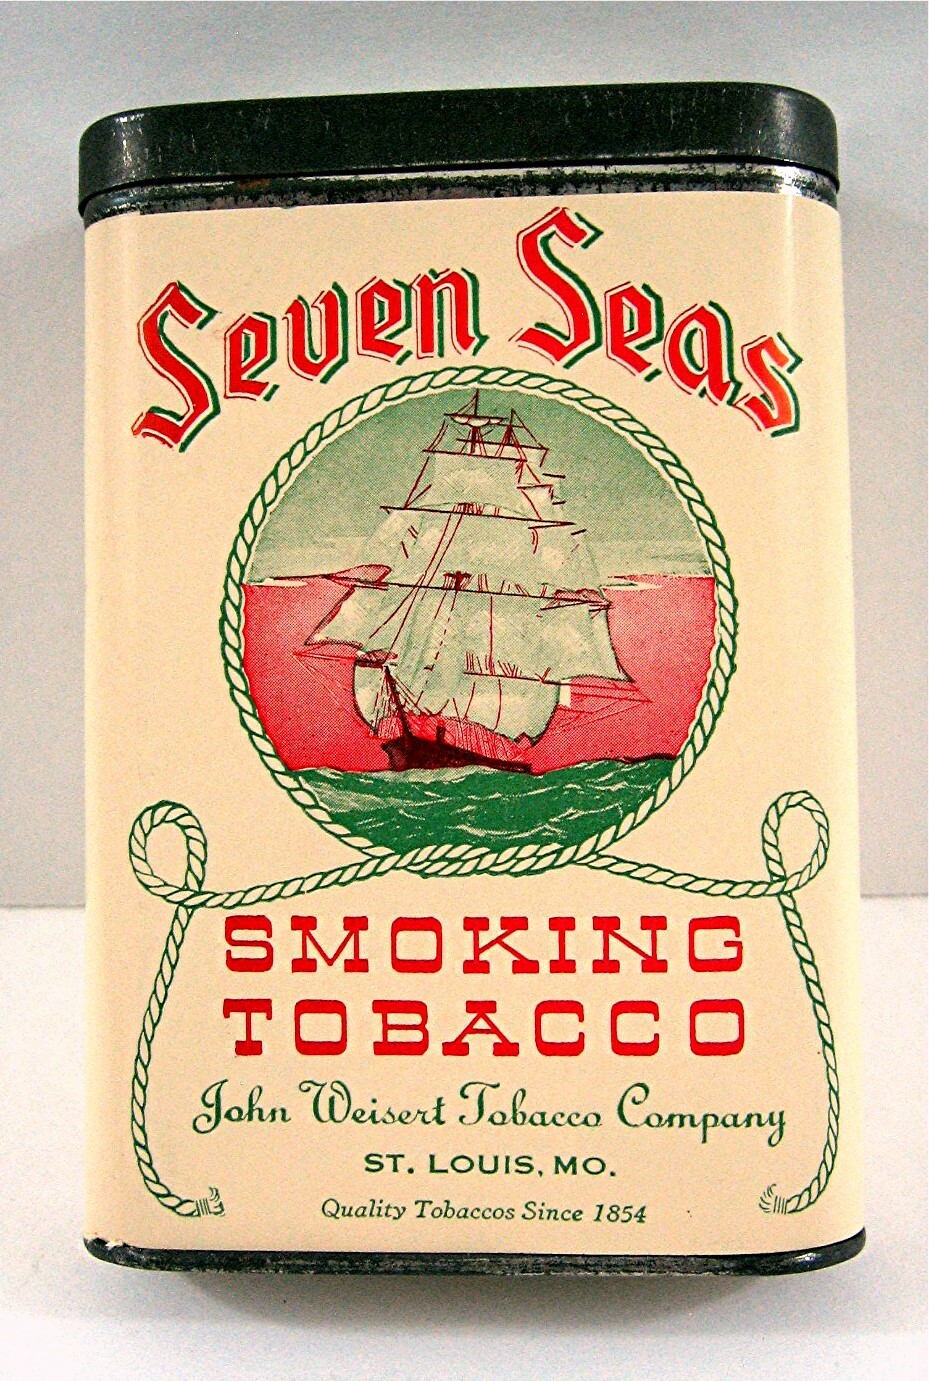 Seven Seas
SMOKING
TOBACCO
John Weisert Tobacco Company
ST. LOUIS, MO.
Quality Tobaccos Since 1854